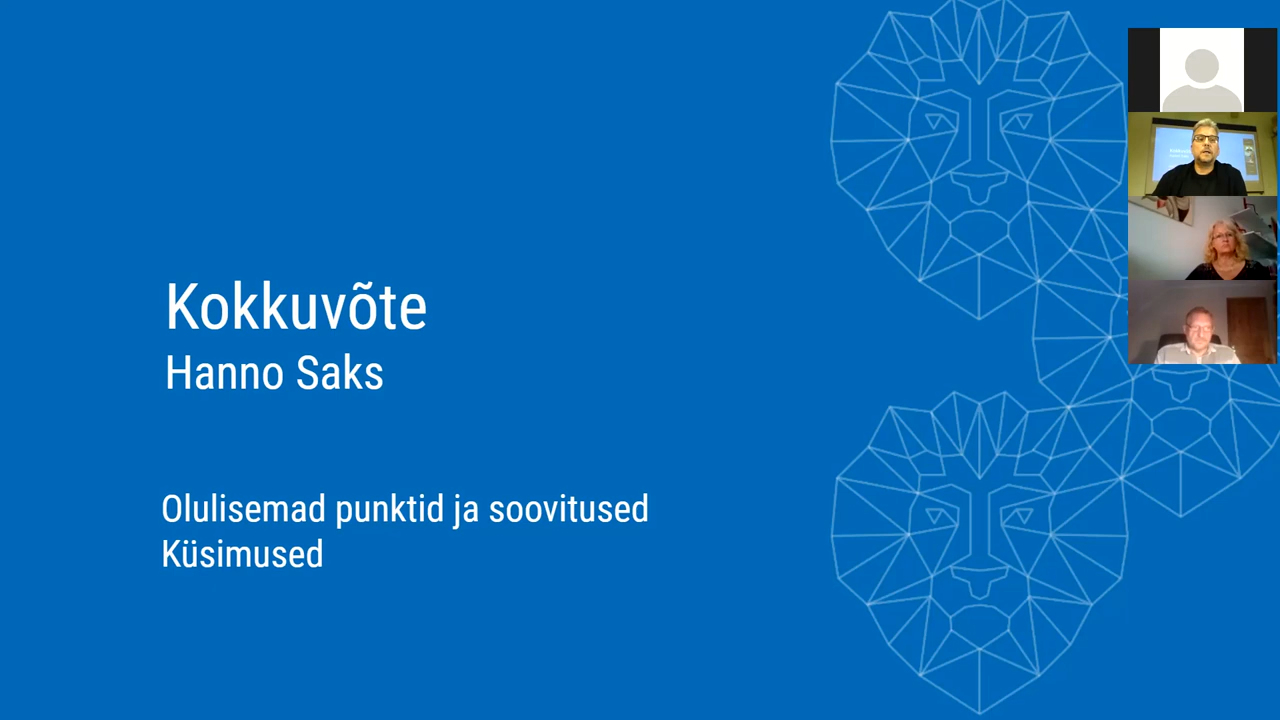 Kokkuvõte
Hanno Saks
Olulisemad punktid ja soovitused
Küsimused